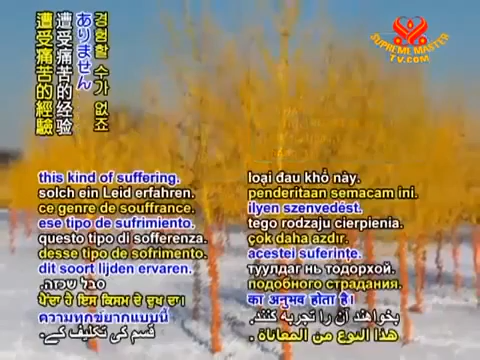 경험할 수가 없죠
ありません
遭受痛苦的经验
遭受痛苦的經驗
SUPREME MASTER
TV.COM
this kind of suffering.
solch ein Leid erfahren.
ce genre de souffrance.
ese tipo de sufrimiento.
questo tipo di sofferenza.
desse tipo de sofrimento.
dit soort lijden ervaren.
סבל שכזה.
ਪੈਂਦਾ ਹੈ ਇਸ ਕਿਸਮ ਦੇ ਦੁਖ ਦਾ।
ความทุกข์ยากแบบนี้
قسم کی تکلیف کے۔
loại đau khổ này.
penderitaan semacam ini.
ilyen szenvedést.
tego rodzaju cierpienia.
çok daha azdır.
acestei suferinţe.
туулдаг нь тодорхой.
подобного страдания.
का अनुभव होता है।
بخواهند آن را تجربه کنند.
هذا النوع من المعاناة.